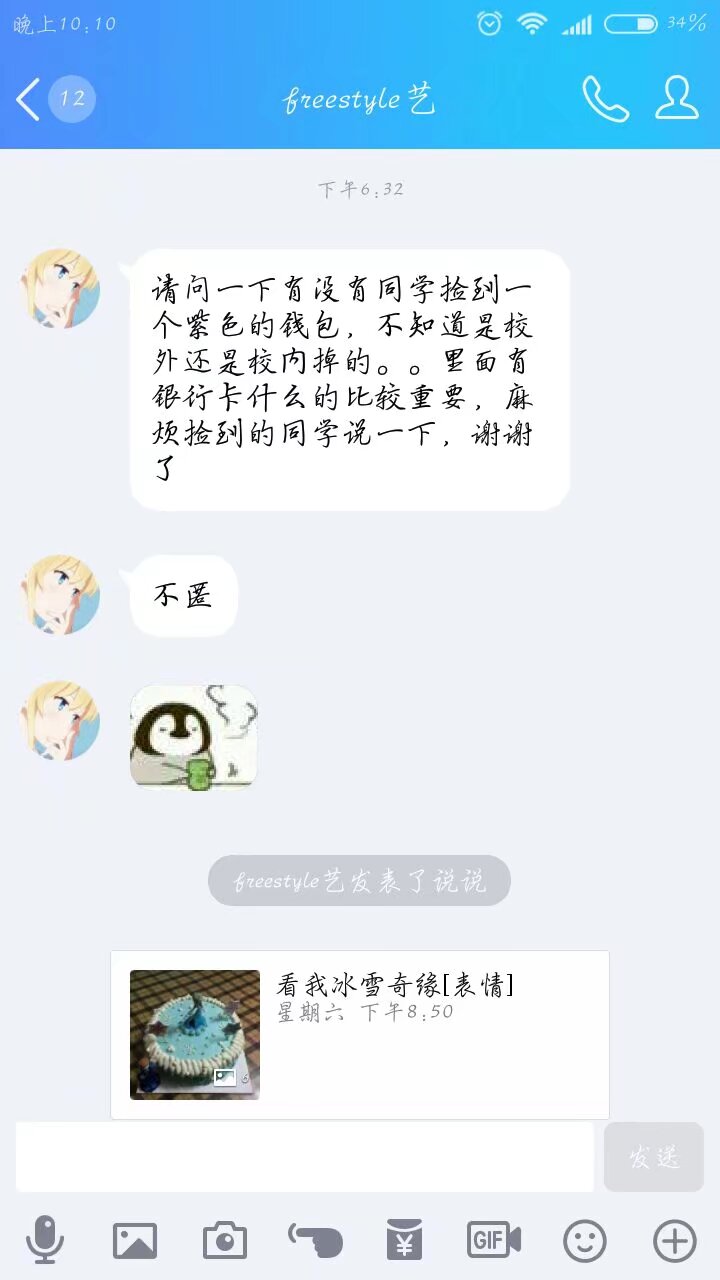 晚上10:10
34%
12
freestyle艺
下午6:32
请问一下有没有同学捡到一
个紫色的钱包，不知道是校
外还是校内掉的。。里面有
银行卡什么的比较重要，麻
烦捡到的同学说一下，谢谢
了
不匿
freestyle艺发表了说说
看我冰雪奇缘[表情]
星期六 下午8:50
6
发送
GIF